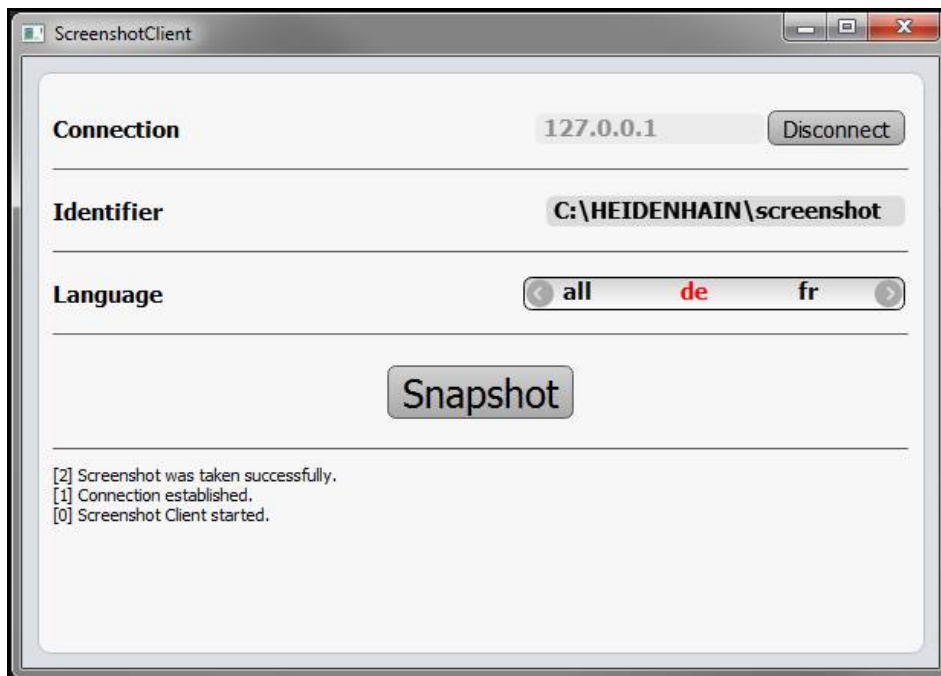 ScreenshotClient
Connection 127.0.0.1 Disconnect
Identifier C:\HEIDENHAIN\screenshot
Language all de fr
Snapshot
[2] Screenshot was taken successfully.
[1] Connection established.
[0] Screenshot Client started.